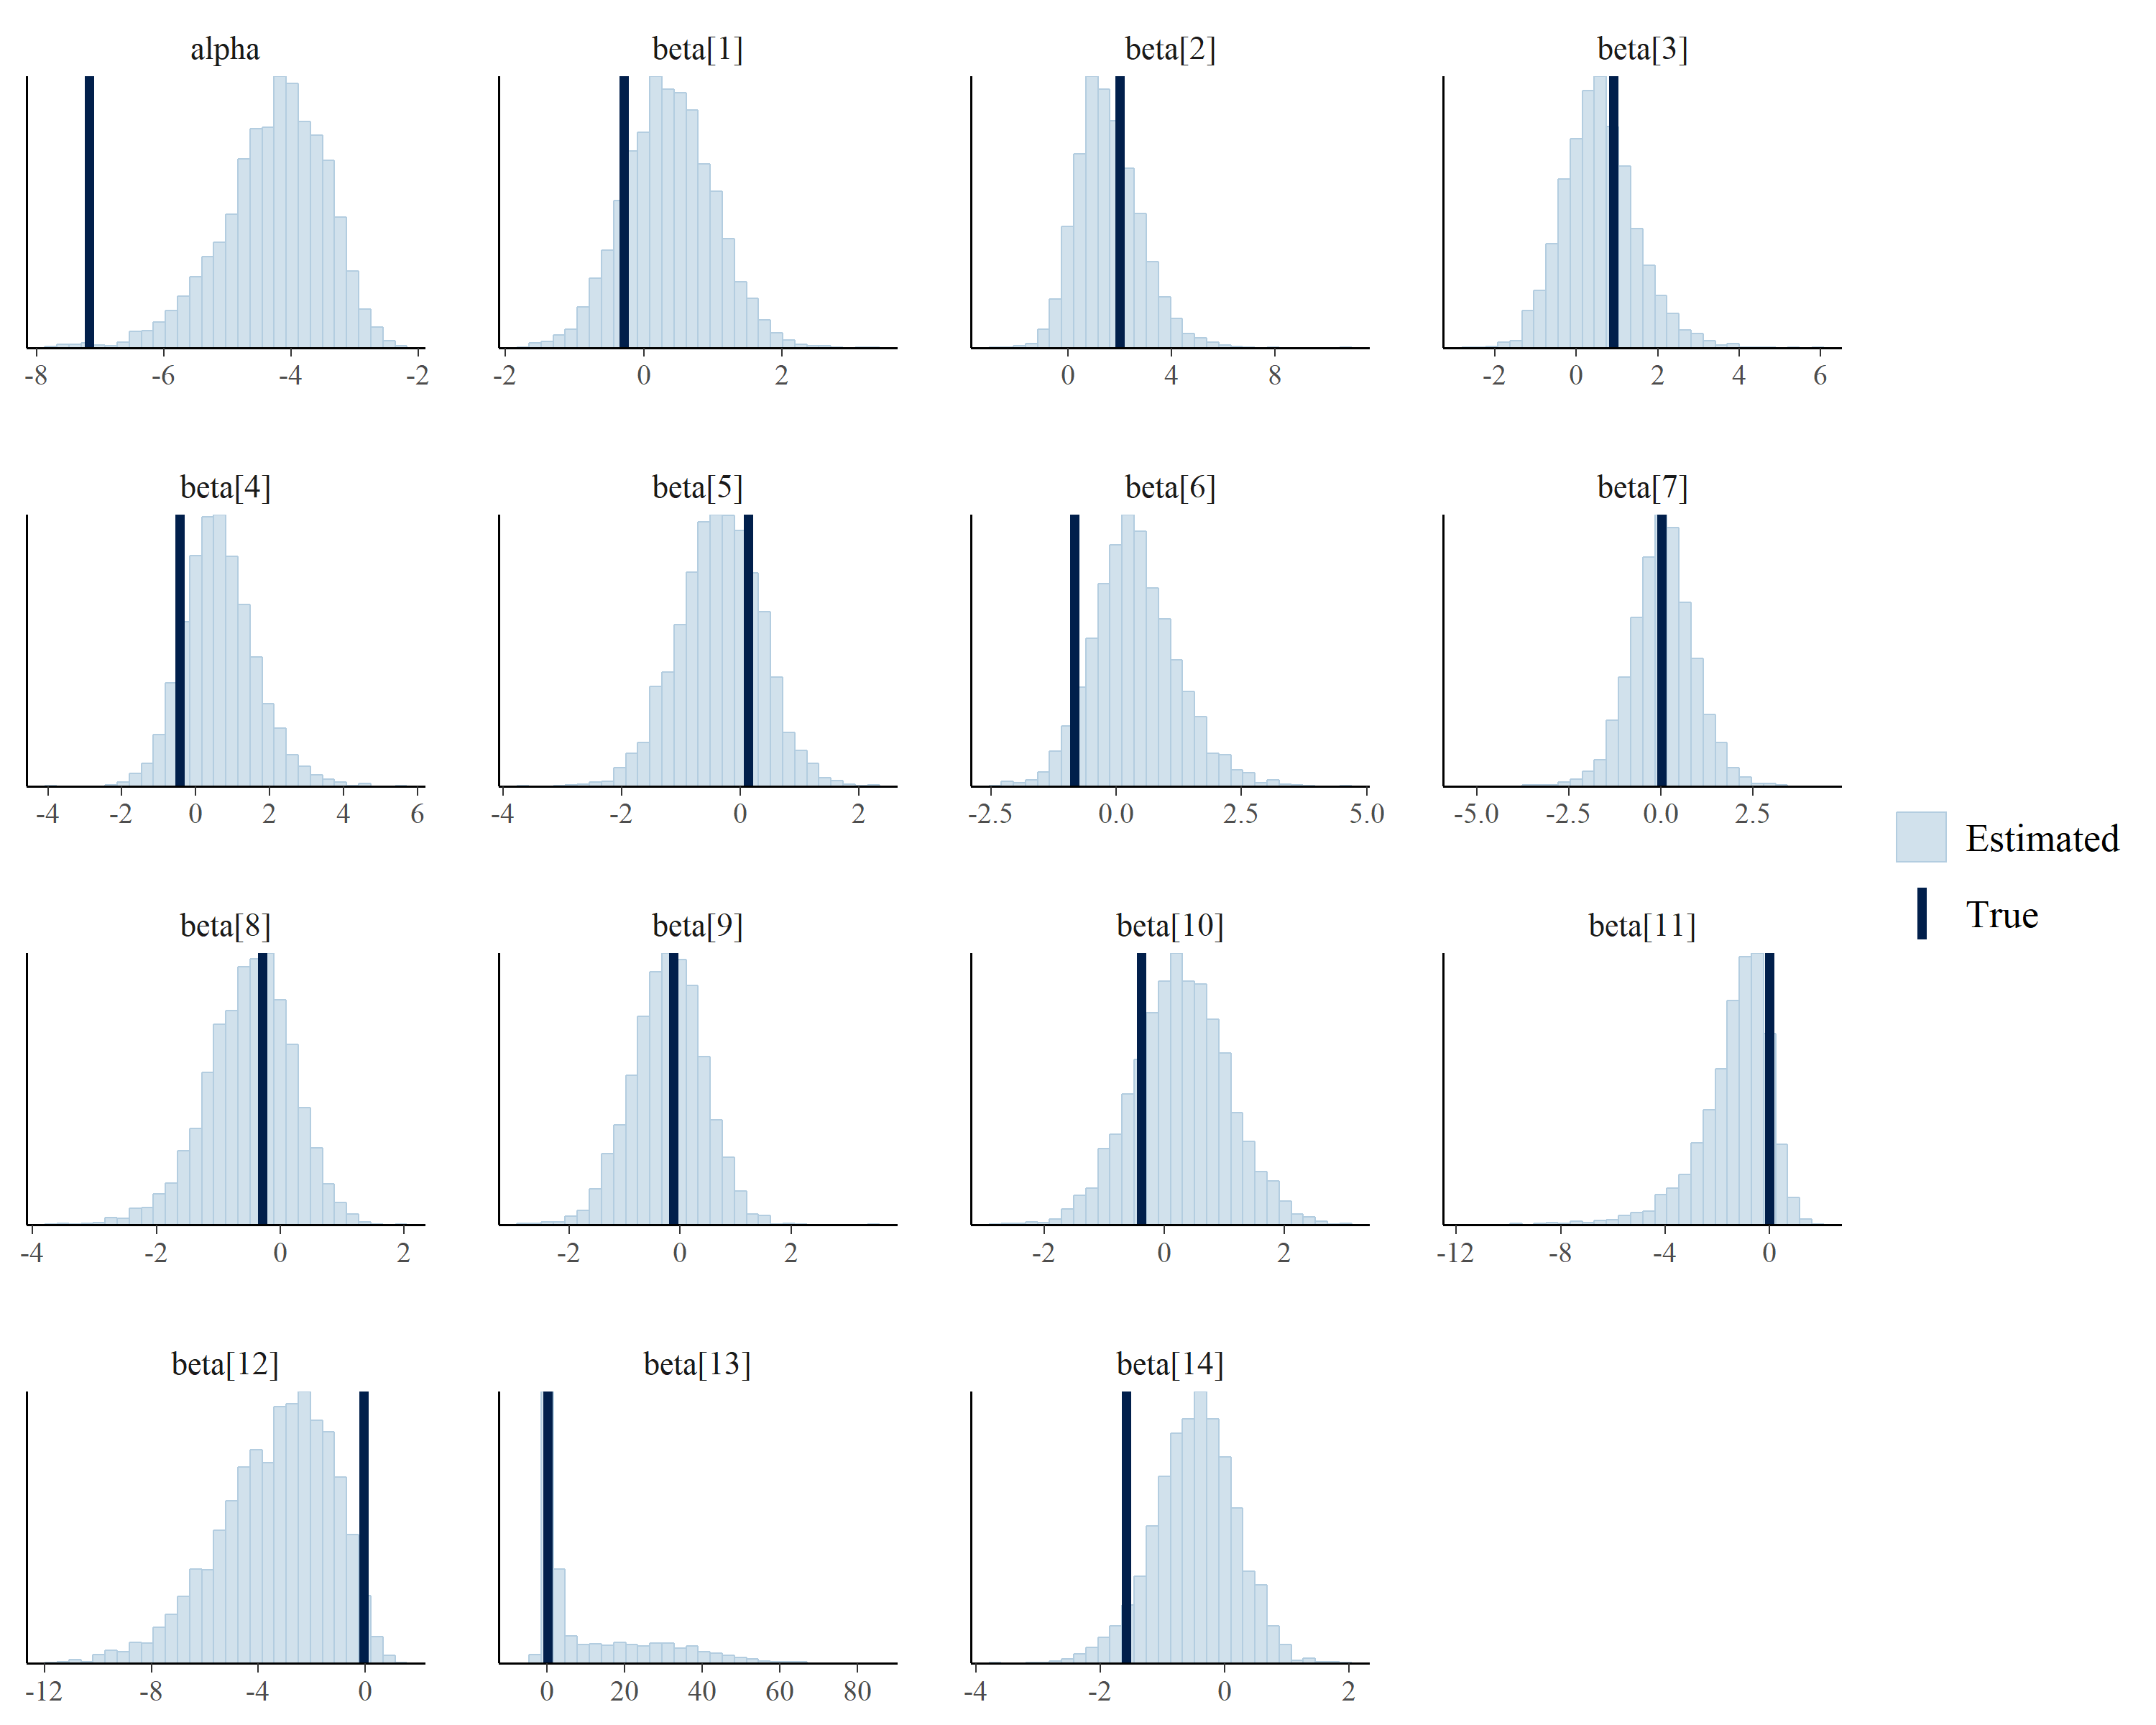 alpha beta[1] beta[2] beta[3]
-8 -6 -4 -2 -2 0 2 0 4 8 -2 0 2 4 6
beta[4] beta[5] beta[6] beta[7]
-4 -2 0 2 4 6 -4 -2 0 2 -2.5 0.0 2.5 5.0 -5.0 -2.5 0.0 2.5
Estimated
True
beta[8] beta[9] beta[10] beta[11]
-4 -2 0 2 -2 0 2 -2 0 2 -12 -8 -4 0
beta[12] beta[13] beta[14]
-12 -8 -4 0 0 20 40 60 80 -4 -2 0 2